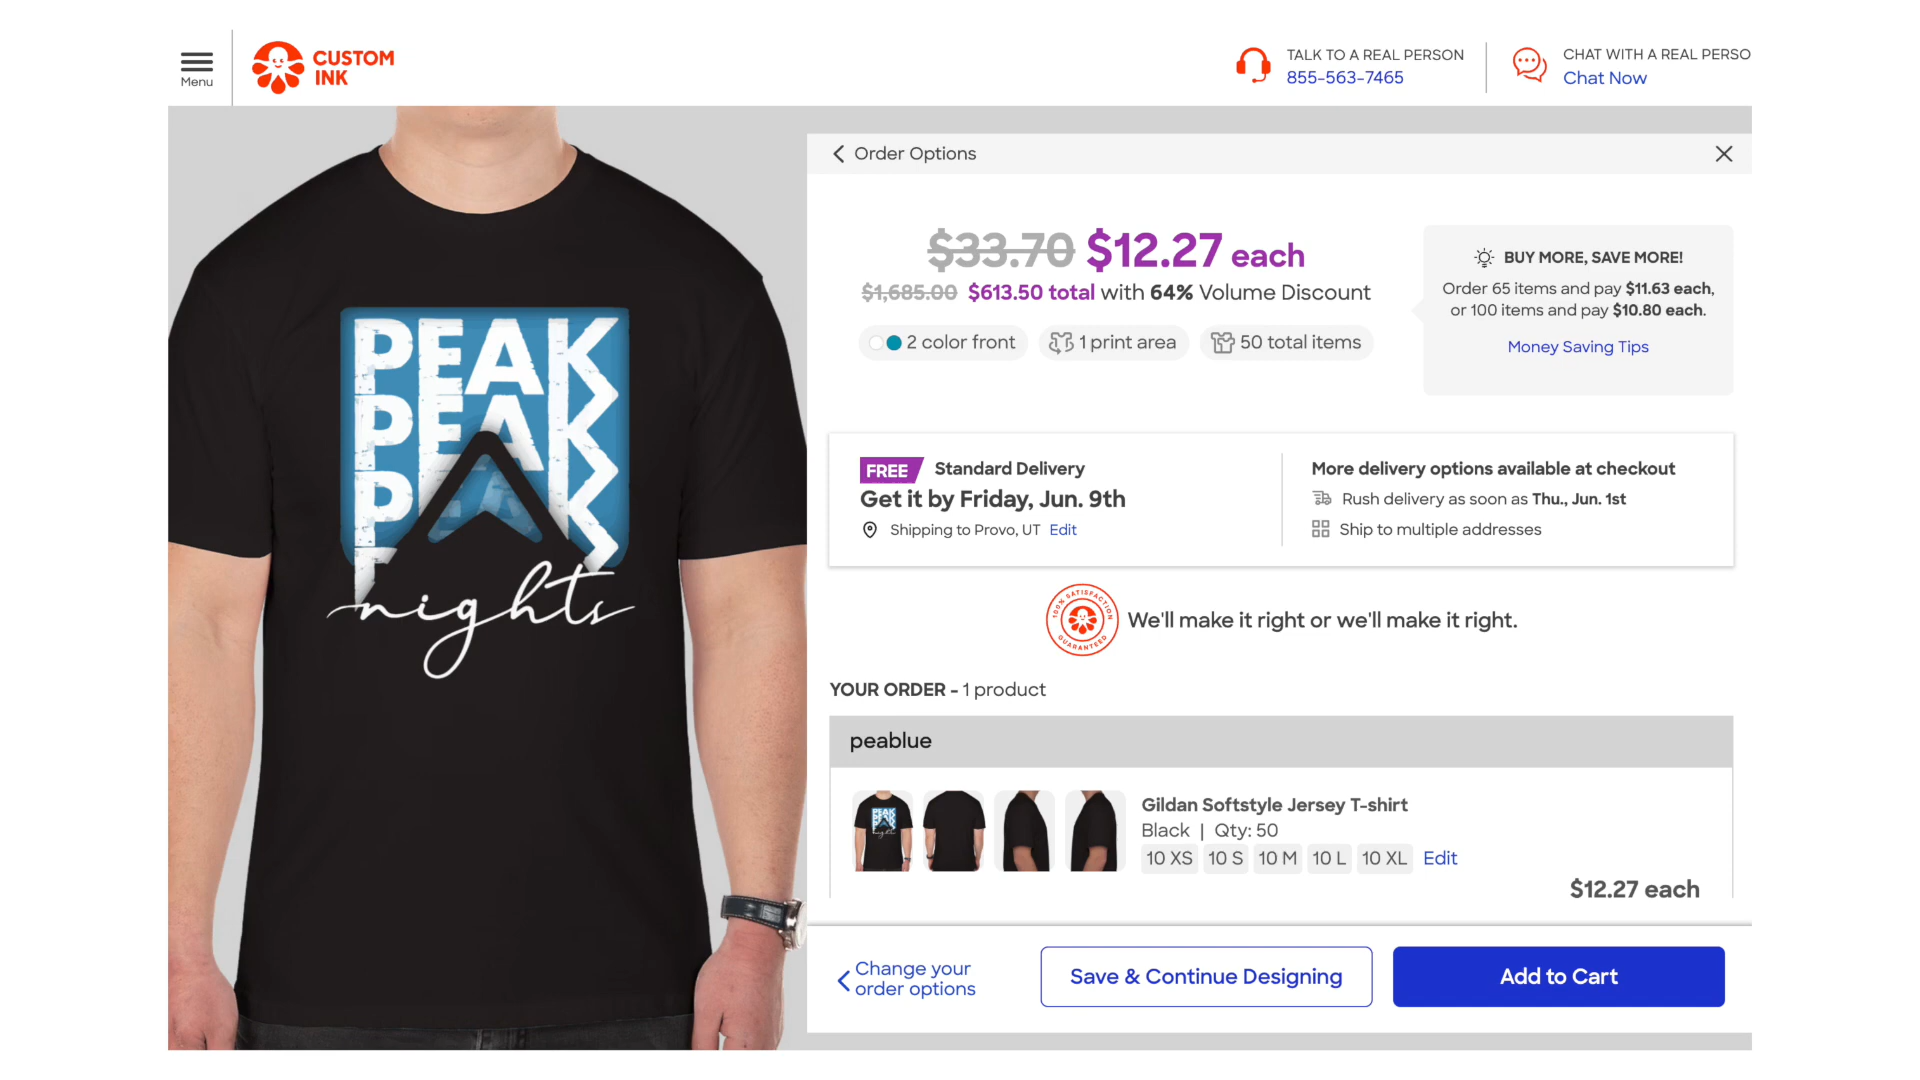 Menu
CUSTOM
INK
TALK TO A REAL PERSON
855-563-7465
CHAT WITH A REAL PERSO
Chat Now
PEAK
PEAK
PEAK
P
nights
Order Options
$33.70 $12.27 each
$1,685.00 $613.50 total with 64% Volume Discount
2 color front
1 print area
50 total items
BUY MORE, SAVE MORE!
Order 65 items and pay $11.63 each,
or 100 items and pay $10.80 each.
Money Saving Tips
FREE Standard Delivery
Get it by Friday, Jun. 9th
Shipping to Provo, UT Edit
More delivery options available at checkout
Rush delivery as soon as Thu., Jun. 1st
Ship to multiple addresses
100% SATISFACTION
GUARANTEED
We'll make it right or we'll make it right.
YOUR ORDER - 1 product
peablue
PEAK
nights
Gildan Softstyle Jersey T-shirt
Black | Qty: 50
10 XS 10 S 10 M 10 L 10 XL Edit
$12.27 each
Change your
order options
Save & Continue Designing
Add to Cart